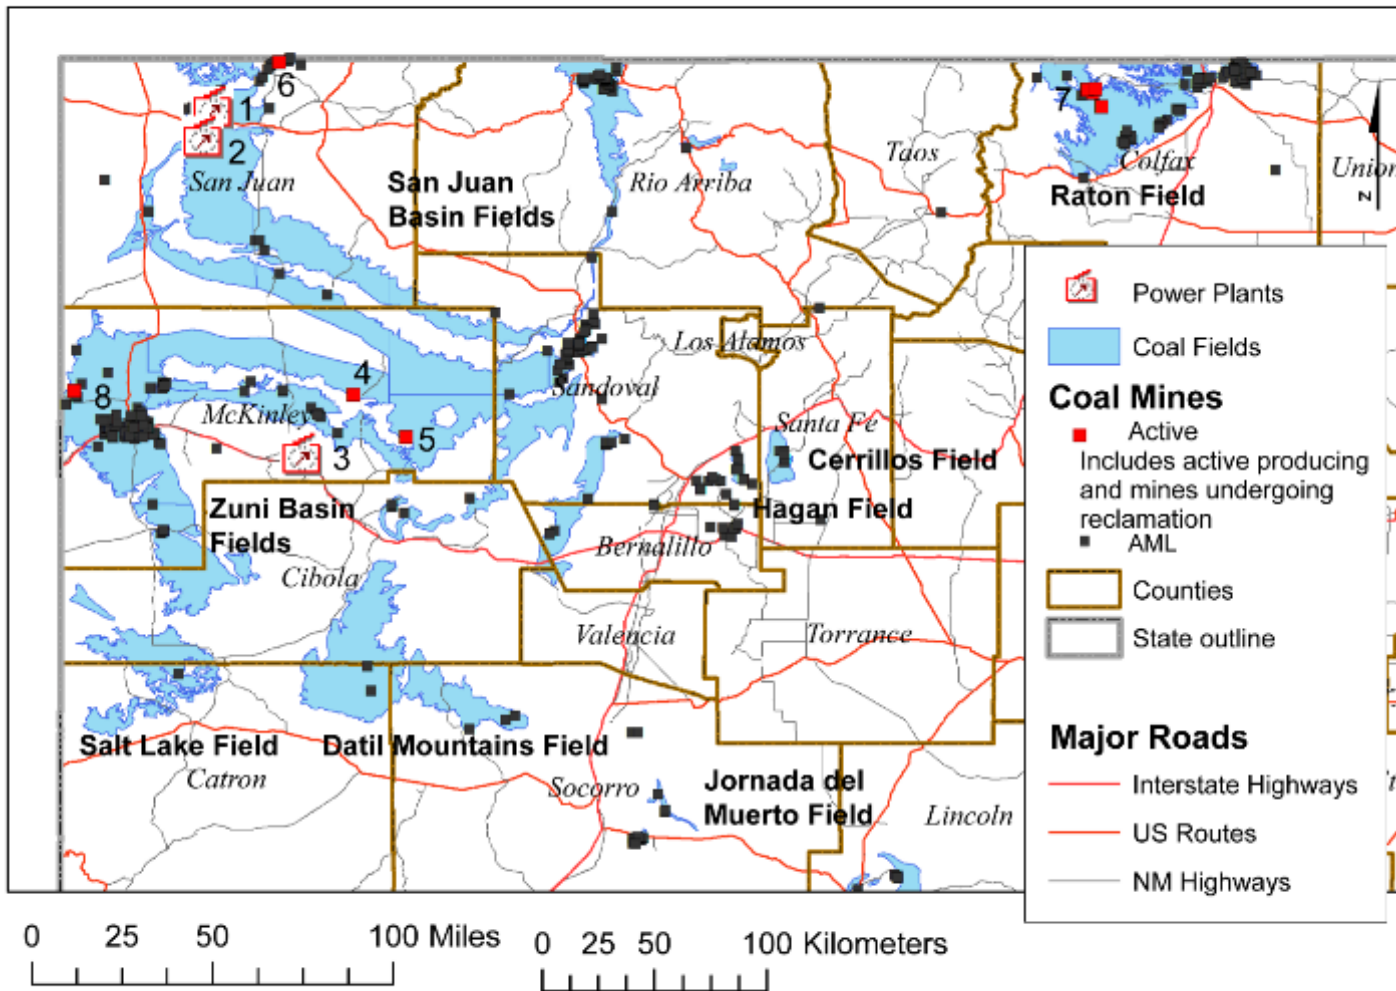 6
1
7
2
Taos
San Juan
San Juan
Basin Fields
Rio Arriba
Colfax
Union
Raton Field
N
Power Plants
Los Alamos
Coal Fields
4
Sandoval
Coal Mines
8
McKinley
Santa Fe
Active
5
3
Cerrillos Field
Includes active producing
and mines undergoing
reclamation
Zuni Basin
Fields
Hagan Field
AML
Bernalillo
Cibola
Counties
Valencia
Torrance
State outline
Salt Lake Field
Datil Mountains Field
Major Roads
Catron
Socorro
Jornada del
Muerto Field
Interstate Highways
Lincoln
US Routes
NM Highways
0 25 50 100 Miles
0 25 50 100 Kilometers